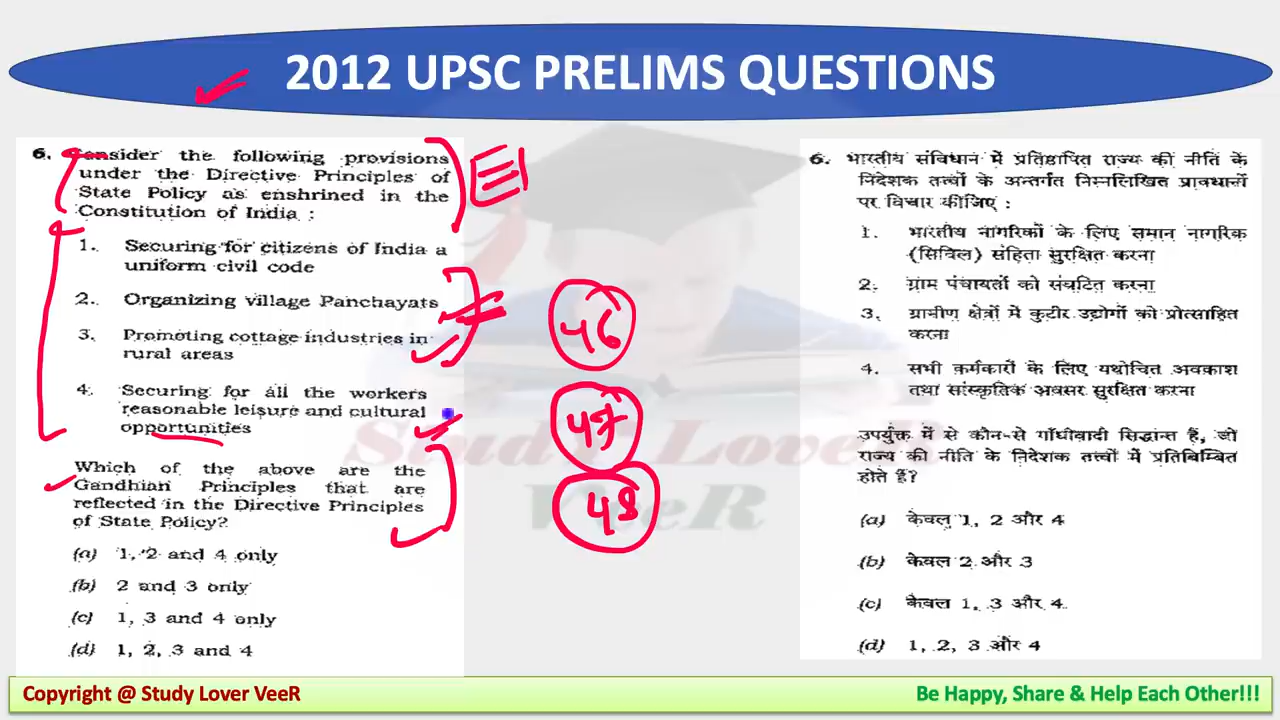 2012 UPSC PRELIMS QUESTIONS
6. Consider the following provisions
under the Directive Principles of
State Policy as enshrined in the
Constitution of India :
1. Securing for citizens of India a
uniform civil code
2. Organizing village Panchayats
3. Promoting cottage industries in
rural areas
4. Securing for all the workers
reasonable leisure and cultural
opportunities
Which of the above are the
Gandhian Principles that are
reflected in the Directive Principles
of State Policy?
(a) 1, 2 and 4 only
(b) 2 and 3 only
(c) 1, 3 and 4 only
(d) 1, 2, 3 and 4
46
47
48
6. भारतीय संविधान में प्रतिष्ठापित राज्य की नीति के
निदेशक तत्त्वों के अन्तर्गत निम्नलिखित प्रावधानों
पर विचार कीजिए :
1. भारतीय नागरिकों के लिए समान नागरिक
(सिविल) संहिता सुरक्षित करना
2. ग्राम पंचायतों को संघटित करना
3. ग्रामीण क्षेत्रों में कुटीर उद्योगों को प्रोत्साहित
करना
4. सभी कर्मकारों के लिए यथोचित अवकाश
तथा सांस्कृतिक अवसर सुरक्षित करना
उपर्युक्त में से कौन-से गाँधीवादी सिद्धान्त हैं, जो
राज्य की नीति के निदेशक तत्त्वों में प्रतिबिम्बित
होते हैं?
(a) केवल 1, 2 और 4
(b) केवल 2 और 3
(c) केवल 1, 3 और 4
(d) 1, 2, 3 और 4
Study LoveR
VeeR
Copyright @ Study Lover VeeR
Be Happy, Share & Help Each Other!!!